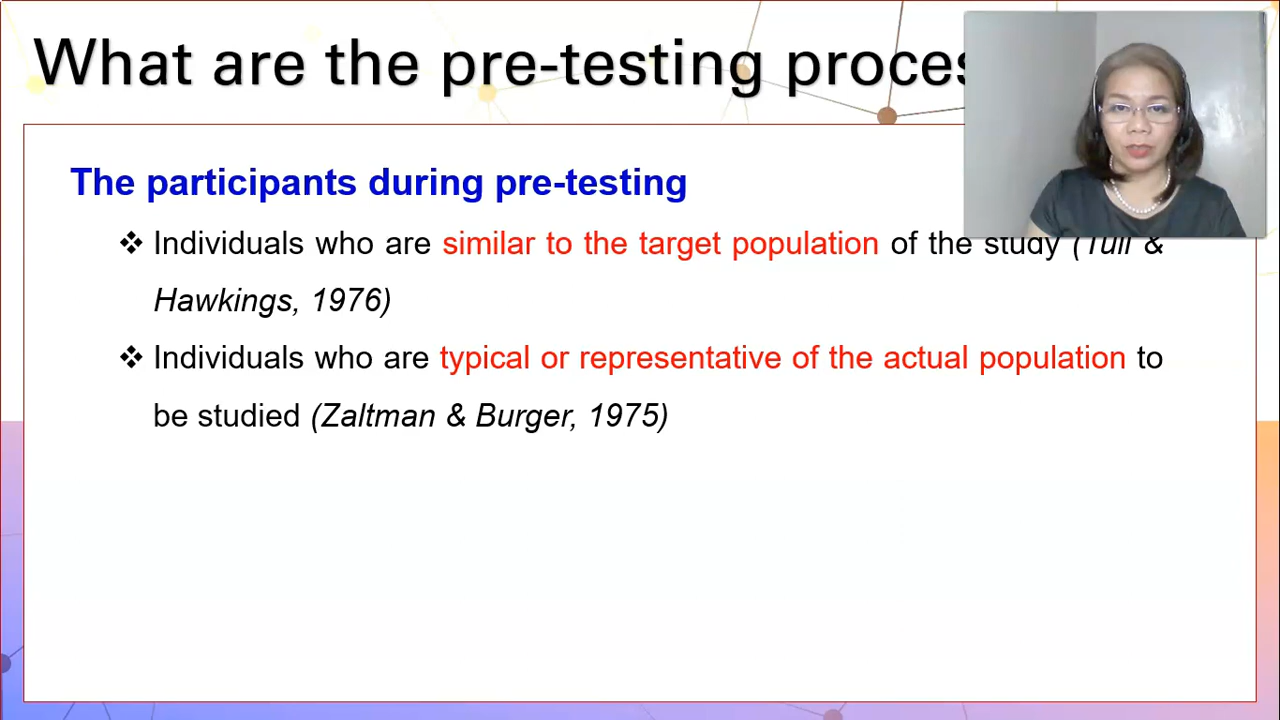 What are the pre-testing
The participants during pre-testing
❖ Individuals who are similar to the target population of the study (Tull &
Hawkings, 1976)
❖ Individuals who are typical or representative of the actual population to
be studied (Zaltman & Burger, 1975)